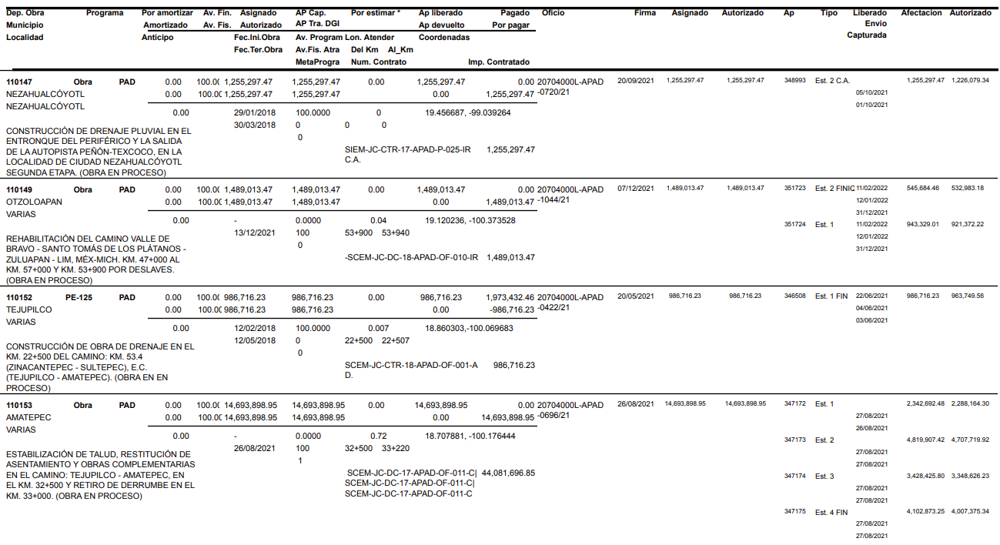 Dep. Obra Programa Por amortizar Av. Fin. Asignado AP Cap. Por estimar * Ap liberado Pagado Oficio Firma Asignado Autorizado Ap Tipo Liberado Afectacion Autorizado
Municipio Amortizado Av. Fis. Autorizado AP Tra. DGI Ap devuelto Por pagar Envio
Localidad Anticipo Fec.Ini.Obra Av. Program Lon. Atender Coordenadas Capturada
Fec.Ter.Obra Av.Fis. Atra Del Km Al_Km
MetaProgra Num. Contrato Imp. Contratado
110147 Obra PAD 0.00 100.00 1,255,297.47 1,255,297.47 0.00 1,255,297.47 0.00 20704000L-APAD 20/09/2021 1,255,297.47 1,255,297.47 348993 Est. 2 C.A. 1,255,297.47 1,226,079.34
NEZAHUALCÓYOTL 0.00 100.00 1,255,297.47 1,255,297.47 0.00 1,255,297.47 -0720/21 05/10/2021
NEZAHUALCÓYOTL 01/10/2021
0.00 29/01/2018 100.0000 0 19.456687, -99.039264
30/03/2018 0 0 0
0
CONSTRUCCIÓN DE DRENAJE PLUVIAL EN EL
ENTRONQUE DEL PERIFÉRICO Y LA SALIDA
DE LA AUTOPISTA PEÑÓN-TEXCOCO, EN LA SIEM-JC-CTR-17-APAD-P-025-IR 1,255,297.47
LOCALIDAD DE CIUDAD NEZAHUALCÓYOTL C.A.
SEGUNDA ETAPA. (OBRA EN PROCESO)
110149 Obra PAD 0.00 100.00 1,489,013.47 1,489,013.47 0.00 1,489,013.47 0.00 20704000L-APAD 07/12/2021 1,489,013.47 1,489,013.47 351723 Est. 2 FINIQ 11/02/2022 545,684.46 532,983.18
OTZOLOAPAN 0.00 100.00 1,489,013.47 1,489,013.47 0.00 1,489,013.47 -1044/21 12/01/2022
VARIAS 31/12/2021
0.00 - 0.0000 0.04 19.120236, -100.373528 351724 Est. 1 11/02/2022 943,329.01 921,372.22
13/12/2021 100 53+900 53+940 12/01/2022
0 31/12/2021
REHABILITACIÓN DEL CAMINO VALLE DE
BRAVO - SANTO TOMÁS DE LOS PLÁTANOS -
ZULUAPAN - LIM, MÉX-MICH. KM. 47+000 AL -SCEM-JC-DC-18-APAD-OF-010-IR 1,489,013.47
KM. 57+000 Y KM. 53+900 POR DESLAVES.
(OBRA EN PROCESO)
110152 PE-125 PAD 0.00 100.00 986,716.23 986,716.23 0.00 986,716.23 1,973,432.46 20704000L-APAD 20/05/2021 986,716.23 986,716.23 346508 Est. 1 FIN 22/06/2021 986,716.23 963,749.56
TEJUPILCO 0.00 100.00 986,716.23 986,716.23 0.00 -986,716.23 -0422/21 04/06/2021
VARIAS 03/06/2021
0.00 12/02/2018 100.0000 0.007 18.860303,-100.069683
12/05/2018 0 22+500 22+507
0
CONSTRUCCIÓN DE OBRA DE DRENAJE EN EL
KM. 22+500 DEL CAMINO: KM. 53.4
(ZINACANTEPEC - SULTEPEC), E.C. SCEM-JC-CTR-18-APAD-OF-001-A 986,716.23
(TEJUPILCO - AMATEPEC). (OBRA EN EN D.
PROCESO)
110153 Obra PAD 0.00 100.00 14,693,898.95 14,693,898.95 0.00 14,693,898.95 0.00 20704000L-APAD 26/08/2021 14,693,898.95 14,693,898.95 347172 Est. 1 2,342,692.48 2,288,164.30
AMATEPEC 0.00 100.00 14,693,898.95 14,693,898.95 0.00 14,693,898.95 -0696/21 27/08/2021
VARIAS 26/08/2021
0.00 - 0.0000 0.72 18.707881, -100.176444 347173 Est. 2 4,819,907.42 4,707,719.92
26/08/2021 100 32+500 33+220 27/08/2021
1 27/08/2021
ESTABILIZACIÓN DE TALUD, RESTITUCIÓN DE
ASENTAMIENTO Y OBRAS COMPLEMENTARIAS
EN EL CAMINO: TEJUPILCO - AMATEPEC, EN SCEM-JC-DC-17-APAD-OF-011-C| 44,081,696.85 347174 Est. 3 3,428,425.80 3,348,626.23
EL KM. 32+500 Y RETIRO DE DERRUMBE EN EL SCEM-JC-DC-17-APAD-OF-011-C| 27/08/2021
KM. 33+000. (OBRA EN PROCESO) SCEM-JC-DC-17-APAD-OF-011-C 27/08/2021
347175 Est. 4 FIN 4,102,873.25 4,007,375.34
27/08/2021
27/08/2021